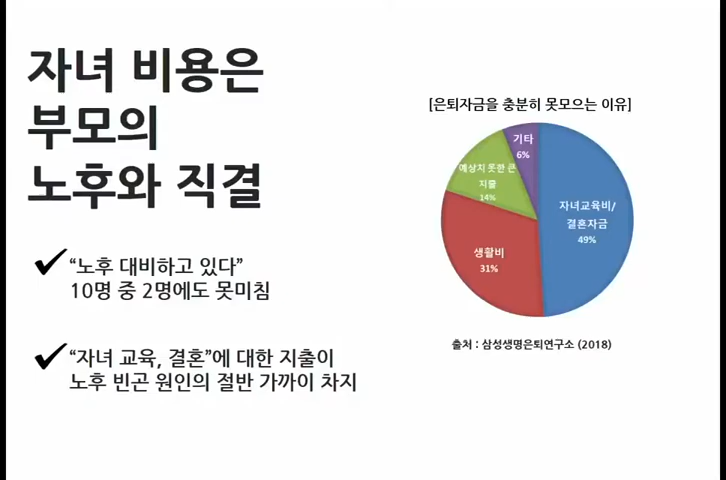 자녀 비용은
부모의
노후와 직결
“노후 대비하고 있다”
10명 중 2명에도 못미침
“자녀 교육, 결혼”에 대한 지출이
노후 빈곤 원인의 절반 가까이 차지
[은퇴자금을 충분히 못모으는 이유]
기타
6%
예상치 못한 큰
지출
14%
자녀교육비/
결혼자금
49%
생활비
31%
출처 : 삼성생명은퇴연구소 (2018)